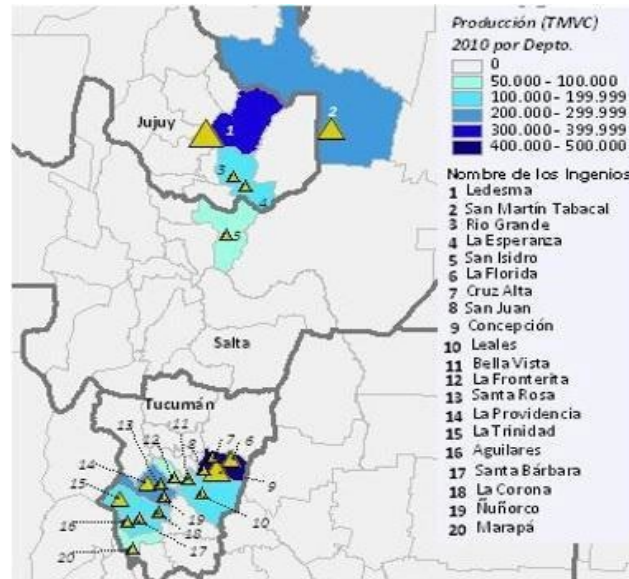 Producción (TMVC)
2010 por Depto.
0
50.000 - 100.000
100.000 - 199.999
200.000 - 299.999
300.000 - 399.999
400.000 - 500.000
Nombre de los Ingenios
1 Ledesma
2 San Martín Tabacal
3 Rio Grande
4 La Esperanza
5 San Isidro
6 La Florida
7 Cruz Alta
8 San Juan
9 Concepción
10 Leales
11 Bella Vista
12 La Fronterita
13 Santa Rosa
14 La Providencia
15 La Trinidad
16 Aguilares
17 Santa Bárbara
18 La Corona
19 Ñuñorco
20 Marapá
Jujuy
1
2
3
4
5
Salta
Tucumán
13
12
11
8
7
6
14
9
15
10
16
19
18
17
20